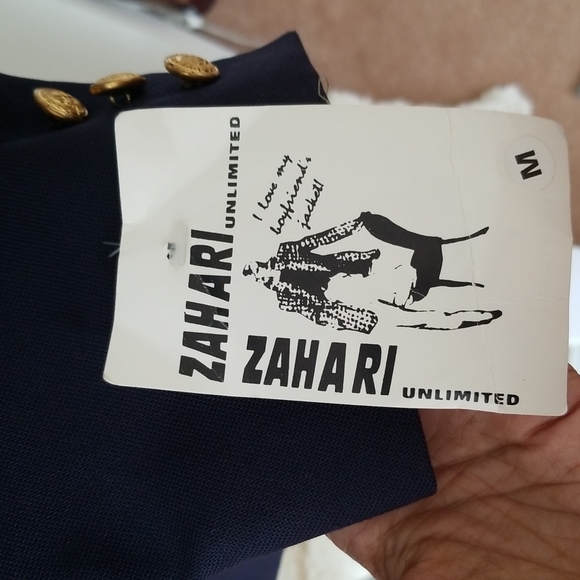 ZAHARI UNLIMITED
I love my
boyfriend's
jacket!
M
ZAHARI UNLIMITED